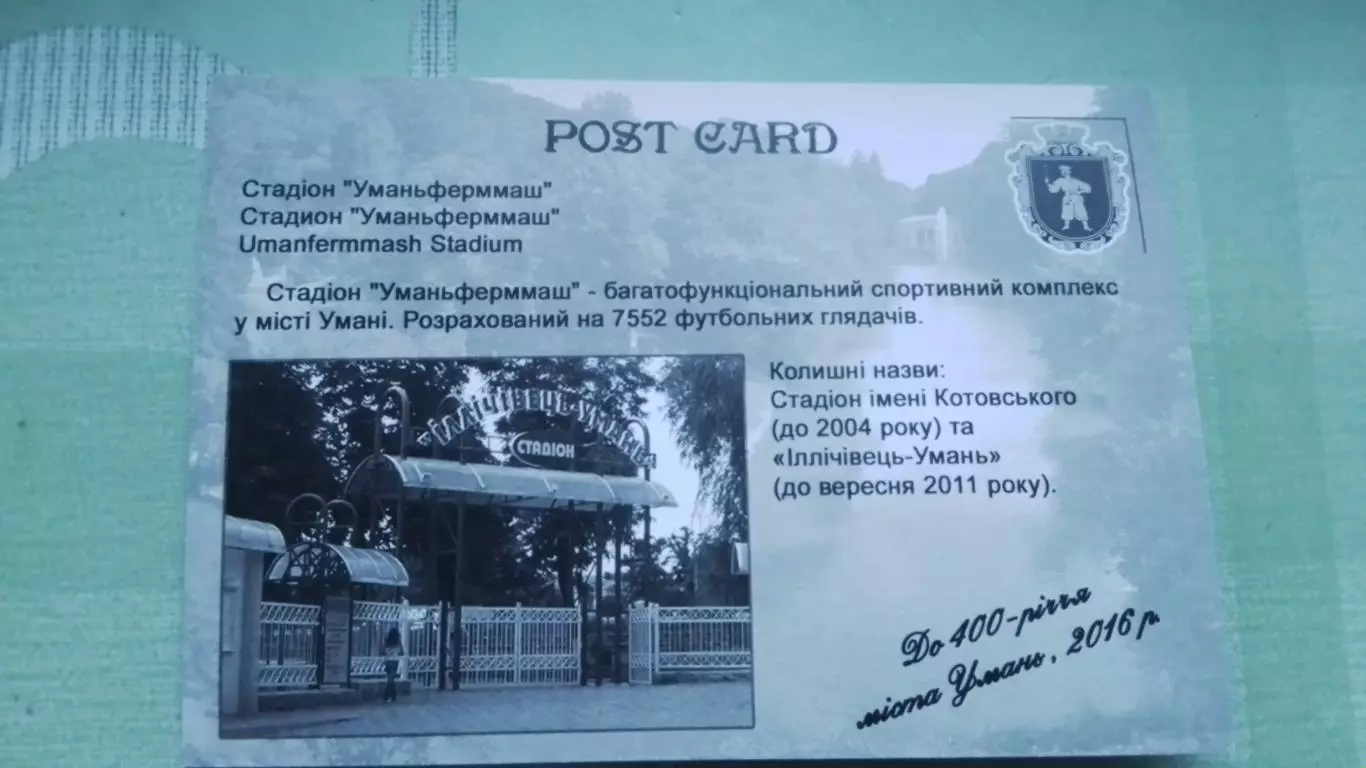 POST CARD
Стадіон "Уманьферммаш"
Стадион "Уманьферммаш"
Umanfermmash Stadium
Стадіон "Уманьферммаш" - багатофункціональний спортивний комплекс
у місті Умані. Розрахований на 7552 футбольних глядачів.
ІЛЛІЧІВЕЦЬ-УМАНЬ
СТАДІОН
Колишні назви:
Стадіон імені Котовського
(до 2004 року) та
«Іллічівець-Умань»
(до вересня 2011 року).
До 400-річчя
міста Умань, 2016 р.